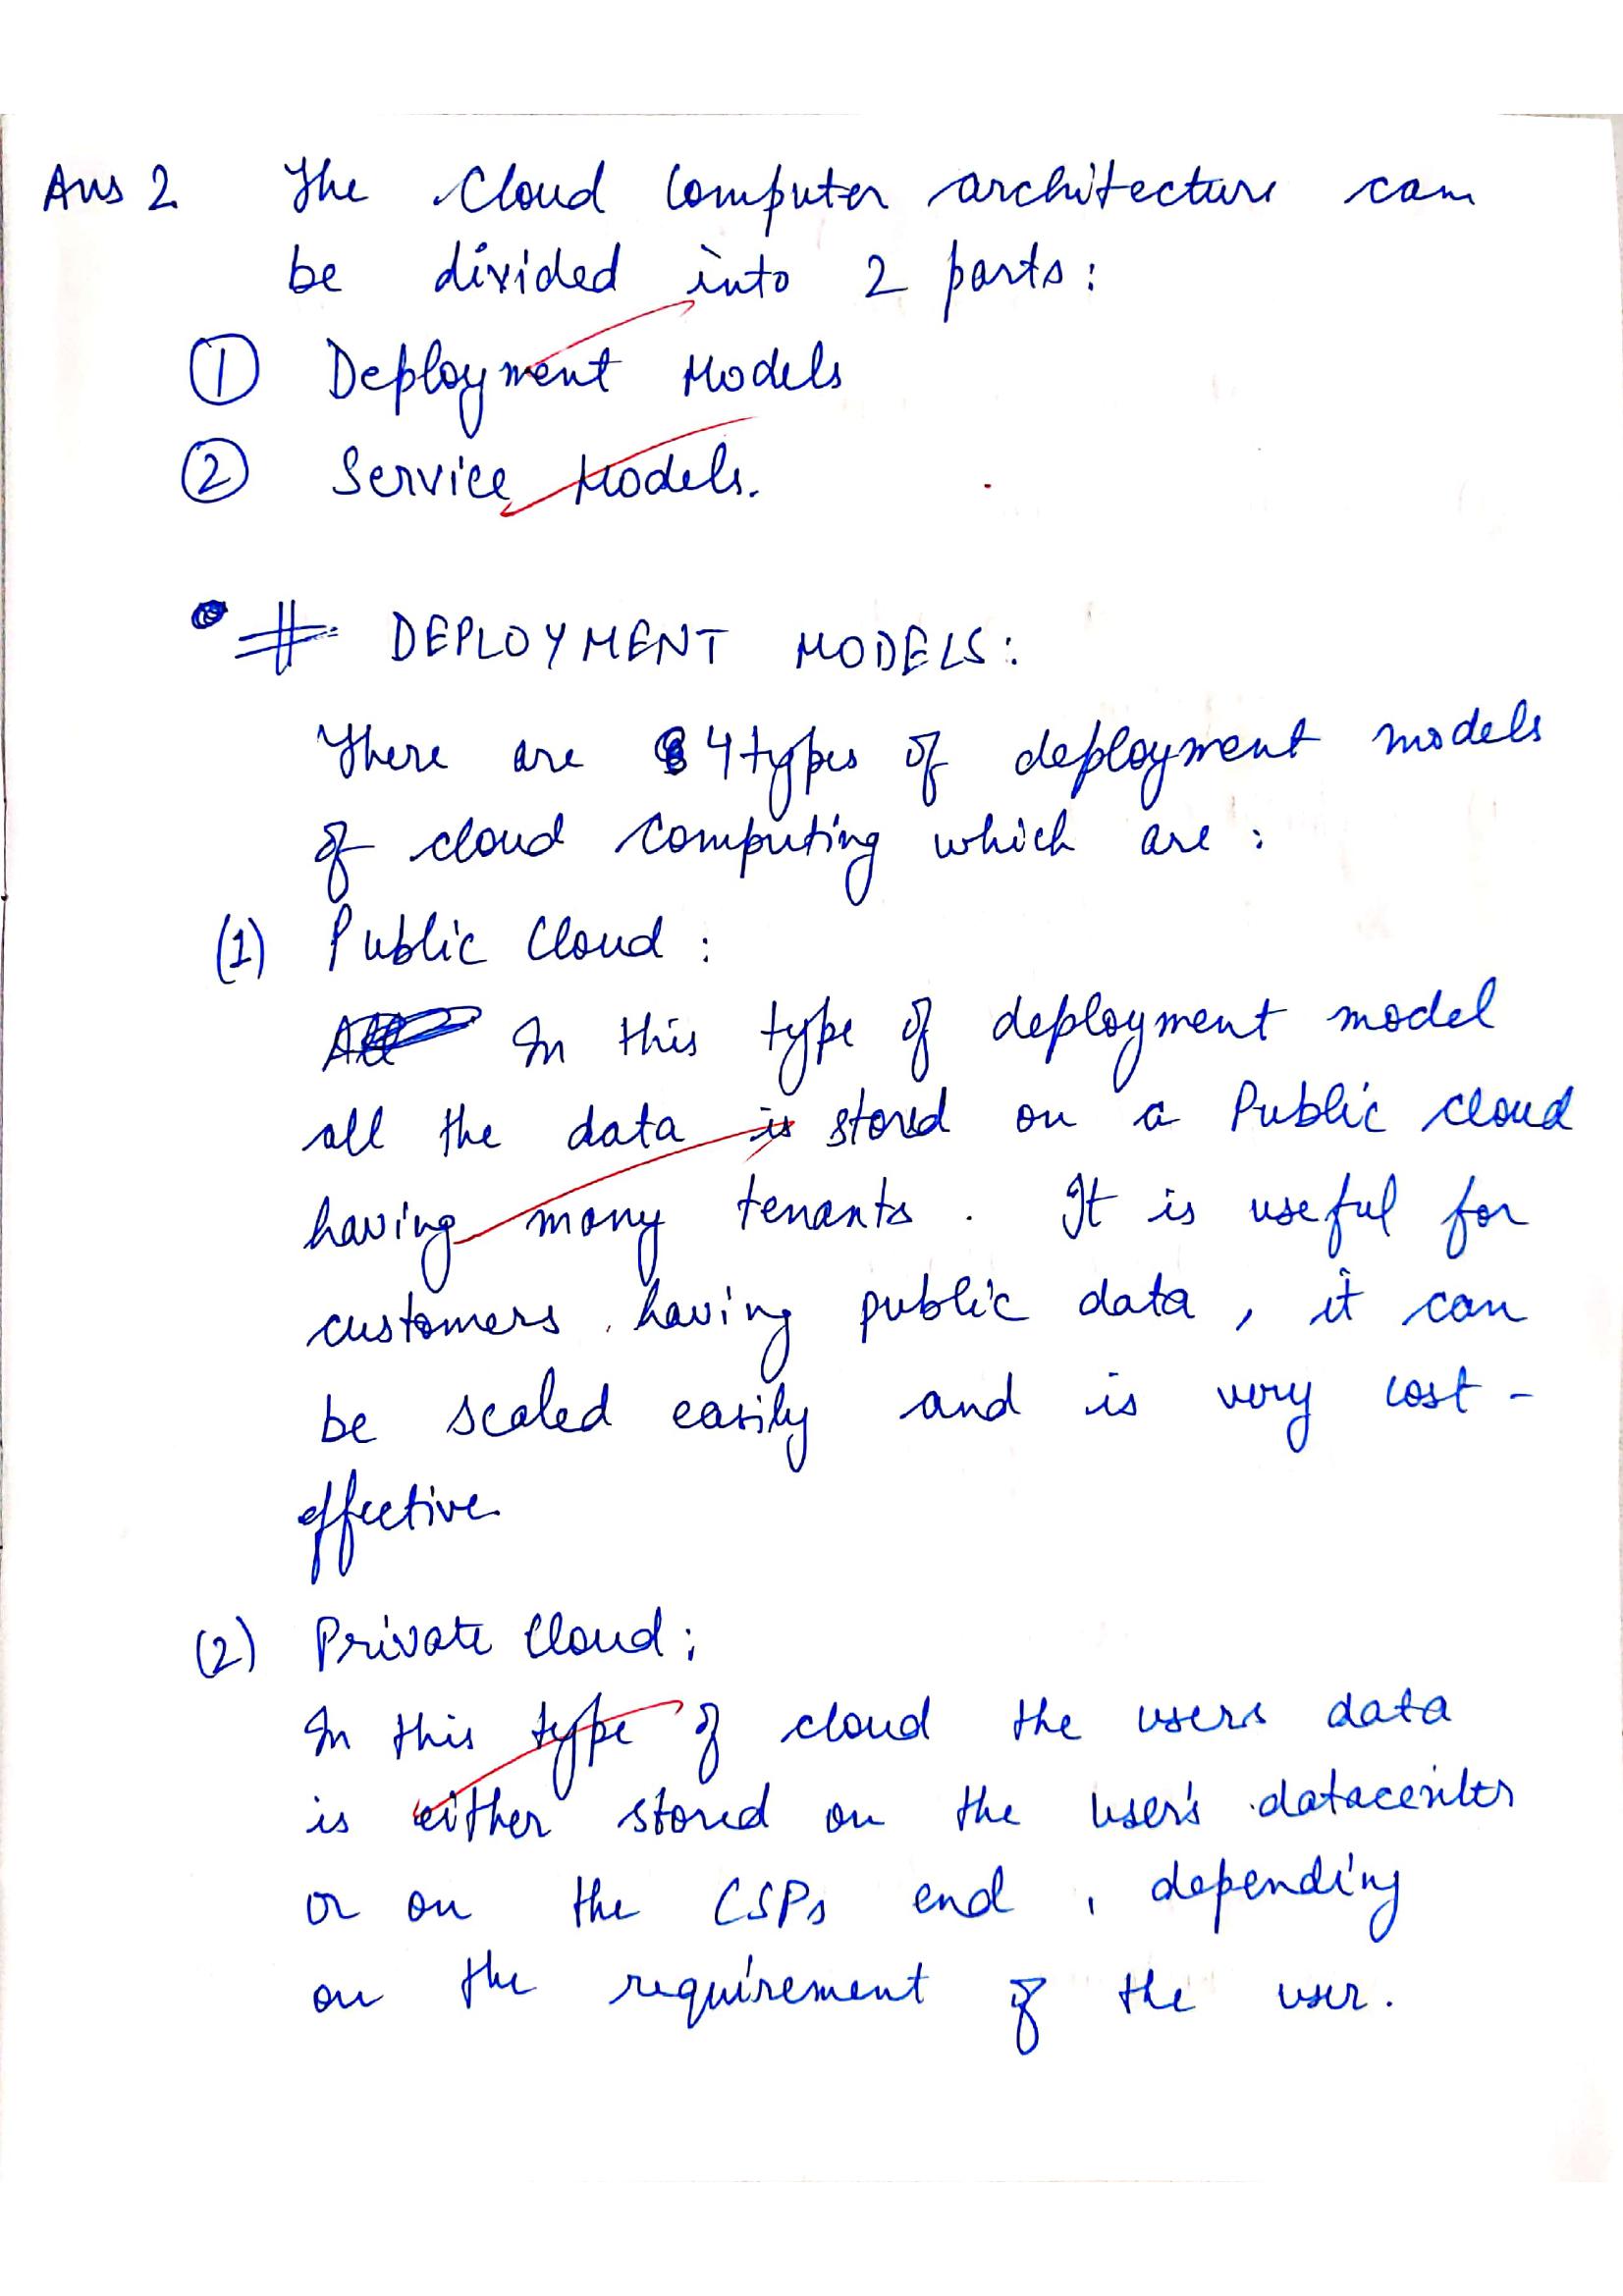 Ans 2 The Cloud Computer architecture can
be divided into 2 parts:
① Deployment Models
② Service Models.
# DEPLOYMENT MODELS:
There are 4 types of deployment models
of cloud computing which are:
(1) Public Cloud:
In this type of deployment model
all the data is stored on a Public cloud
having many tenants. It is useful for
customers having public data, it can
be scaled easily and is very cost-
effective.
(2) Private Cloud:
In this type of cloud the users data
is either stored on the user's datacenter
or on the CSPs end, depending
on the requirement of the user.